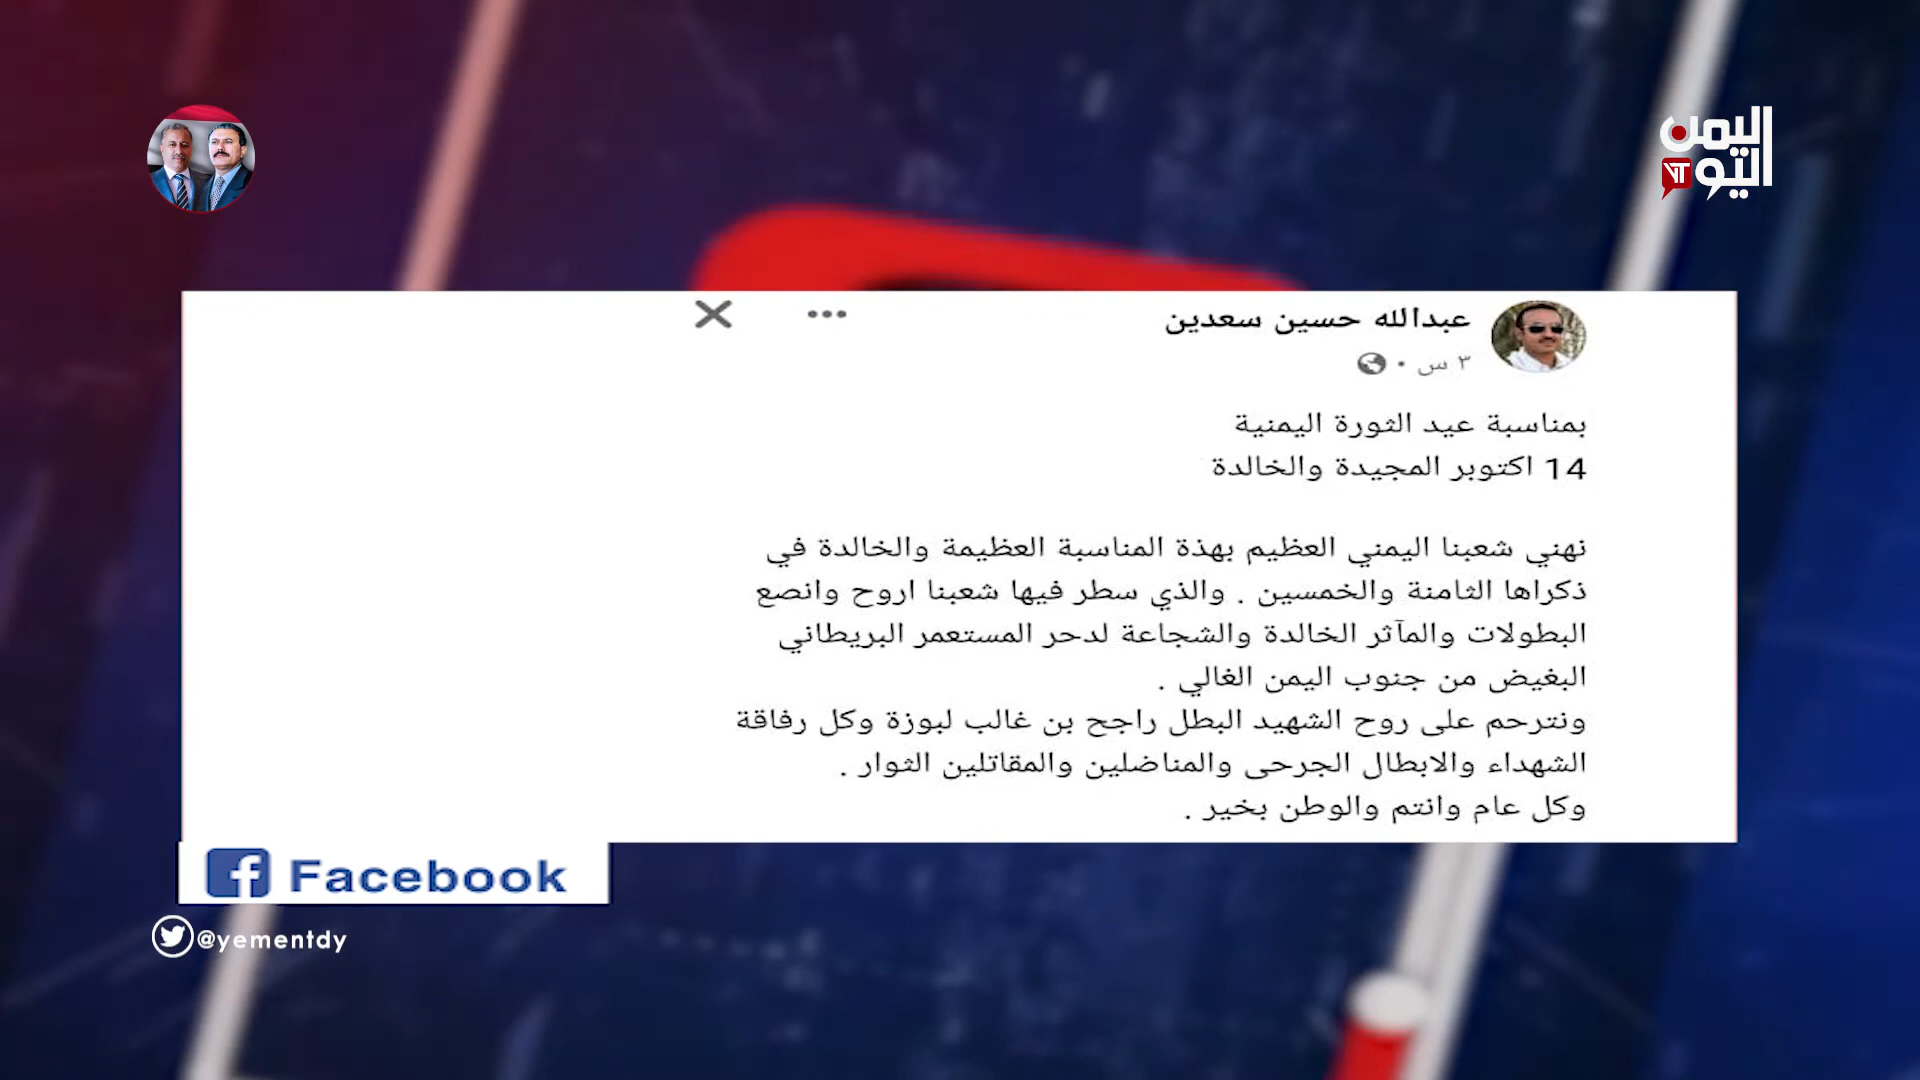 اليمن
اليوم
YT
عبدالله حسين سعدين
٣ س •
بمناسبة عيد الثورة اليمنية
14 اكتوبر المجيدة والخالدة
نهني شعبنا اليمني العظيم بهذة المناسبة العظيمة والخالدة في
ذكراها الثامنة والخمسين . والذي سطر فيها شعبنا اروح وانصع
البطولات والمآثر الخالدة والشجاعة لدحر المستعمر البريطاني
البغيض من جنوب اليمن الغالي .
ونترحم على روح الشهيد البطل راجح بن غالب لبوزة وكل رفاقة
الشهداء والابطال الجرحى والمناضلين والمقاتلين الثوار .
وكل عام وانتم والوطن بخير .
Facebook
@yementdy